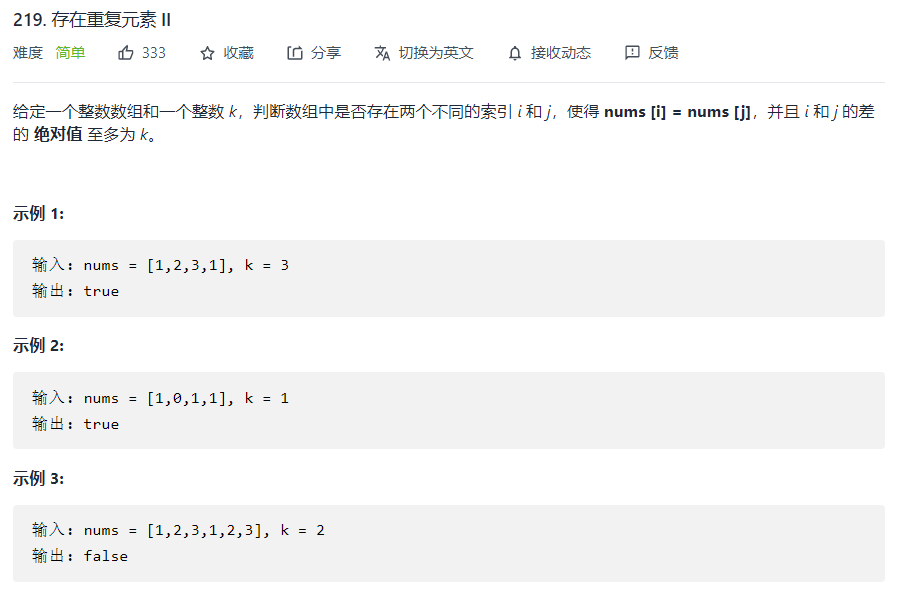 219. 存在重复元素 II
难度 简单 333 收藏 分享 切换为英文 接收动态 反馈
给定一个整数数组和一个整数 k，判断数组中是否存在两个不同的索引 i 和 j，使得 nums [i] = nums [j]，并且 i 和 j 的差
的 绝对值 至多为 k。
示例 1:
输入: nums = [1,2,3,1], k = 3
输出: true
示例 2:
输入: nums = [1,0,1,1], k = 1
输出: true
示例 3:
输入: nums = [1,2,3,1,2,3], k = 2
输出: false